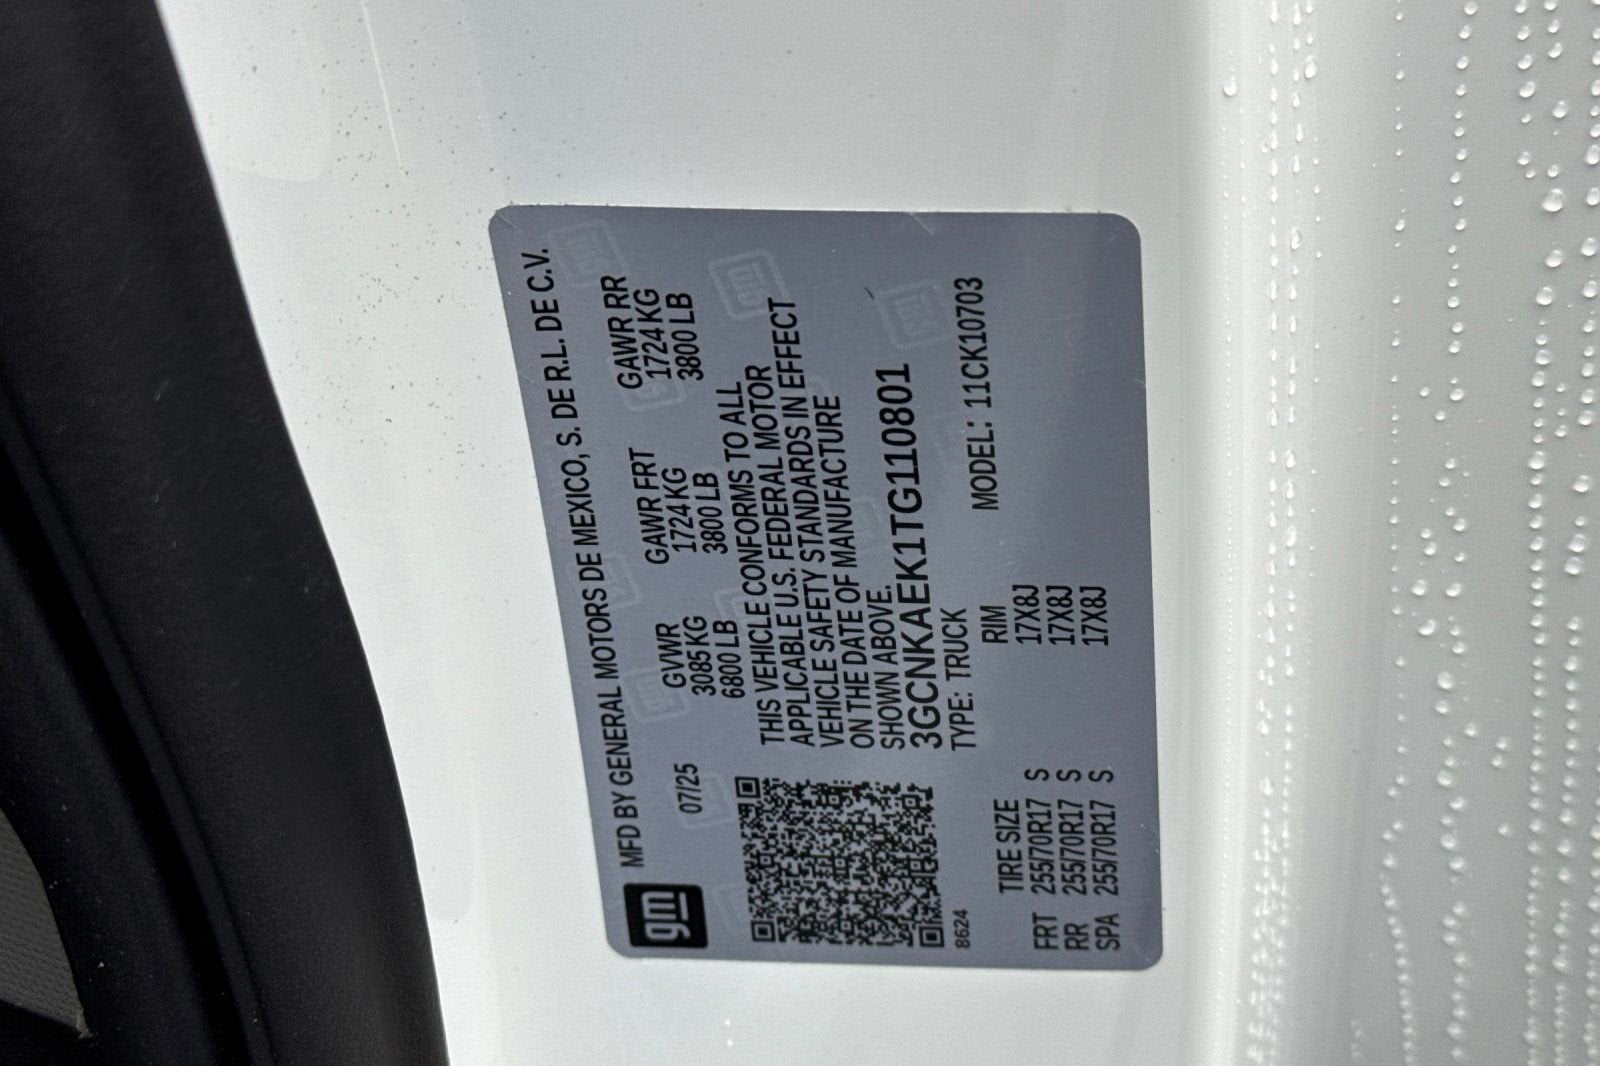 gm MFD BY GENERAL MOTORS DE MEXICO, S. DE R.L. DE C.V.
07/25 GVWR GAWR FRT GAWR RR
3085 KG 1724 KG 1724 KG
6800 LB 3800 LB 3800 LB
THIS VEHICLE CONFORMS TO ALL
APPLICABLE U.S. FEDERAL MOTOR
VEHICLE SAFETY STANDARDS IN EFFECT
ON THE DATE OF MANUFACTURE
SHOWN ABOVE.
3GCNKAEK1TG110801
8624 TYPE: TRUCK MODEL: 11CK10703
TIRE SIZE RIM
FRT 255/70R17 S 17X8J
RR 255/70R17 S 17X8J
SPA 255/70R17 S 17X8J